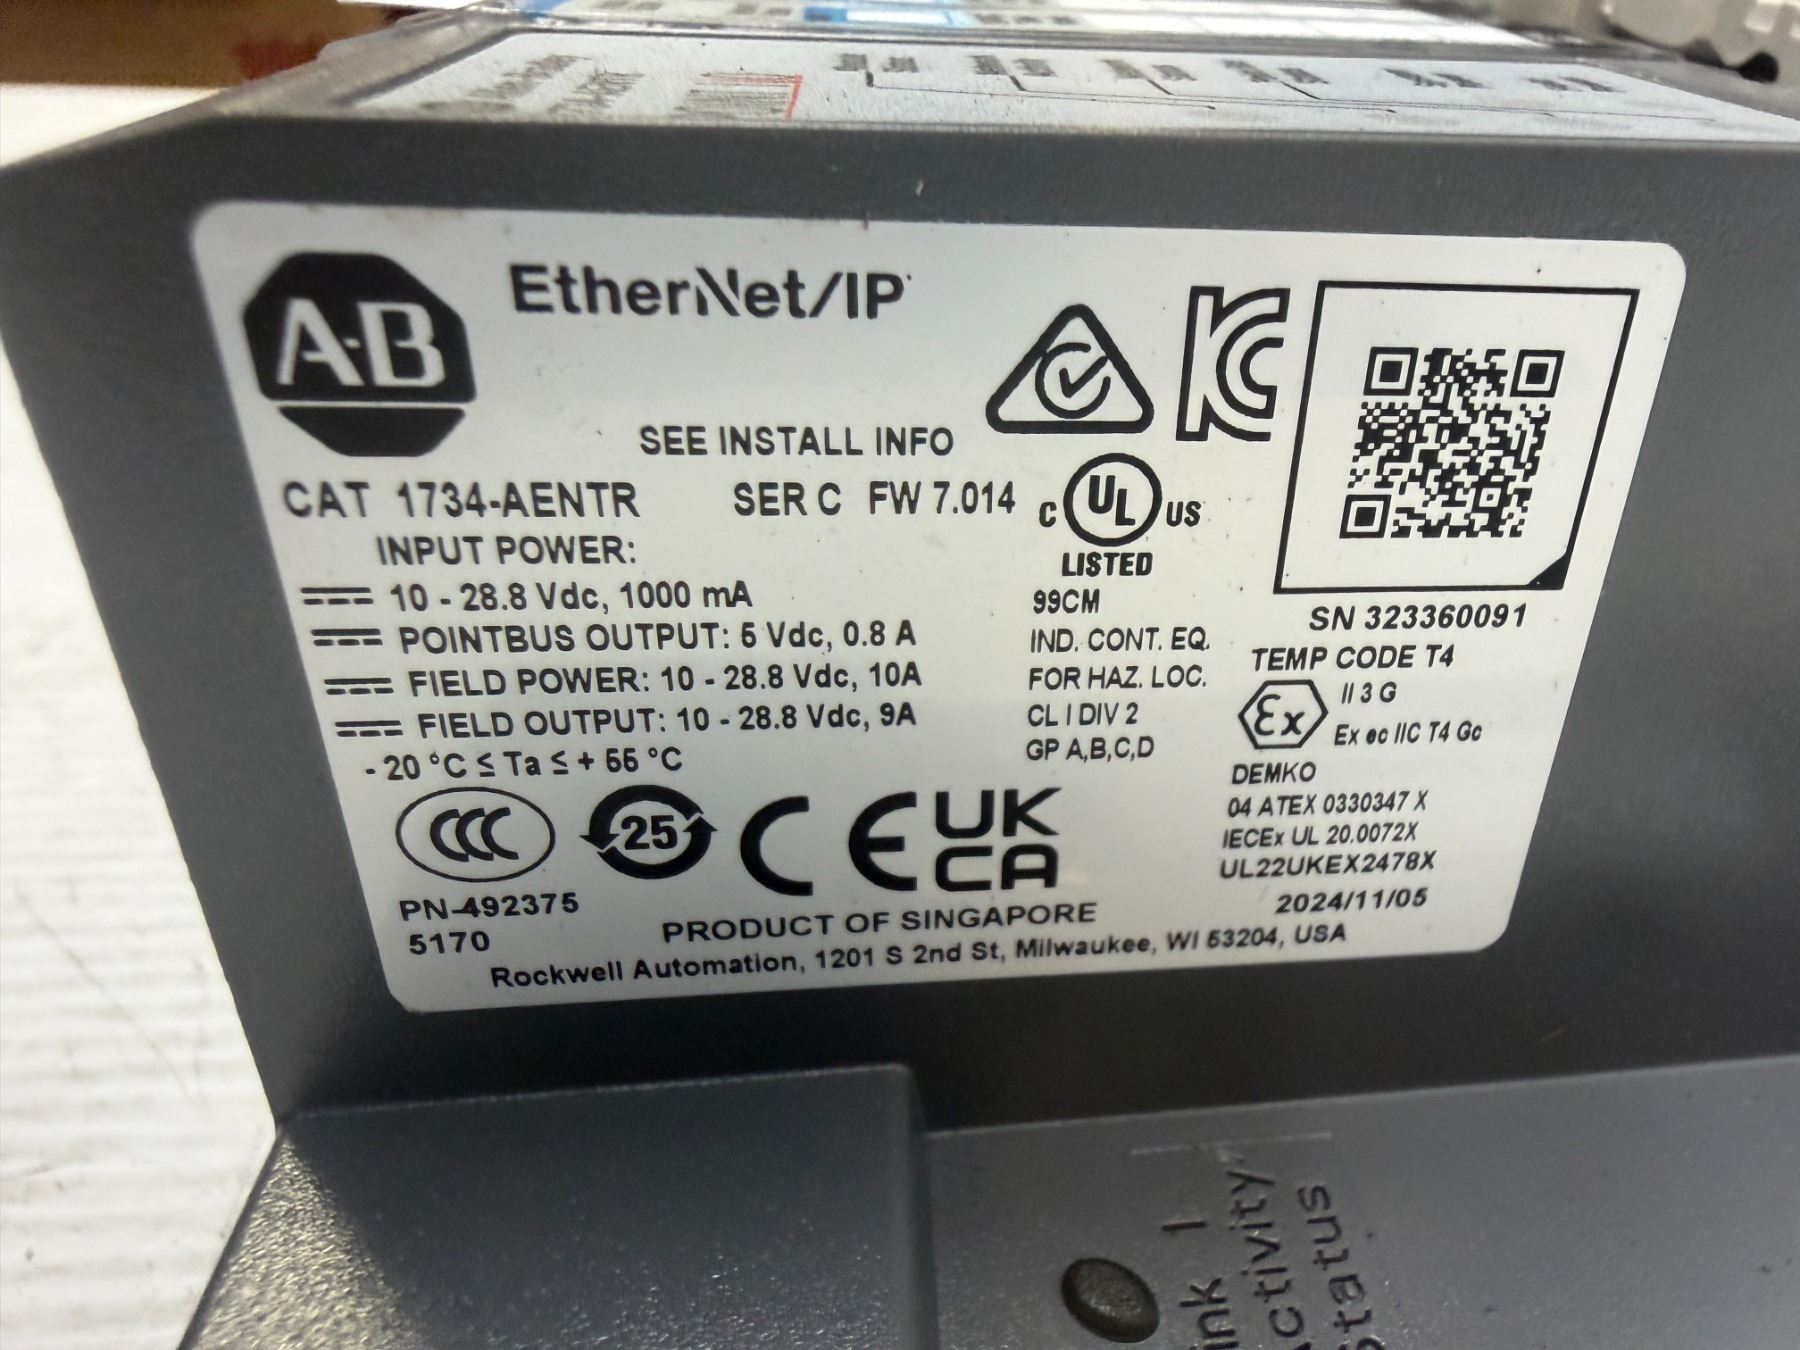 A-B
EtherNet/IP
SEE INSTALL INFO
CAT 1734-AENTR SER C FW 7.014
INPUT POWER:
10 - 28.8 Vdc, 1000 mA
POINTBUS OUTPUT: 5 Vdc, 0.8 A
FIELD POWER: 10 - 28.8 Vdc, 10A
FIELD OUTPUT: 10 - 28.8 Vdc, 9A
- 20 °C ≤ Ta ≤ + 55 °C
C UL US
LISTED
99CM
IND. CONT. EQ.
FOR HAZ. LOC.
CL I DIV 2
GP A,B,C,D
SN 323360091
TEMP CODE T4
Ex II 3 G
Ex ec IIC T4 Gc
DEMKO
04 ATEX 0330347 X
IECEx UL 20.0072X
UL22UKEX2478X
2024/11/05
CCC 25 CE UK
CA
PN-492375
5170
PRODUCT OF SINGAPORE
Rockwell Automation, 1201 S 2nd St, Milwaukee, WI 53204, USA